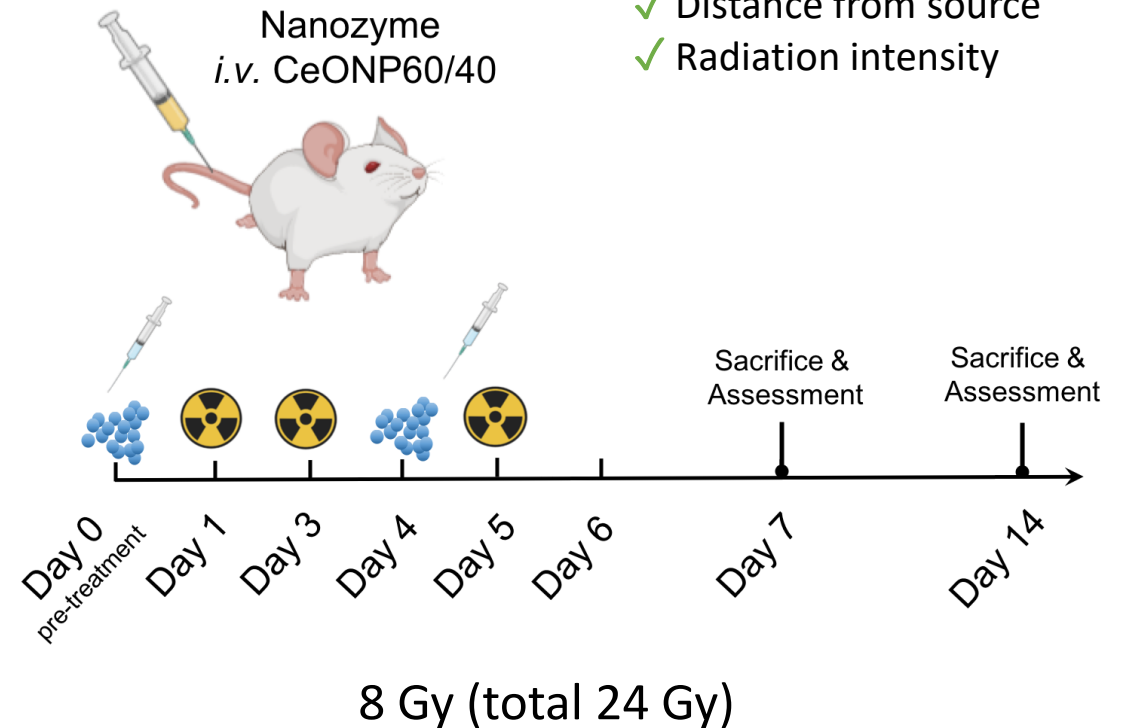 Distance from source
✓ Radiation intensity
Nanozyme
i.v. CeONP60/40
Sacrifice &
Assessment
Sacrifice &
Assessment
Day 0
pre-treatment
Day 1
Day 3
Day 4
Day 5
Day 6
Day 7
Day 14
8 Gy (total 24 Gy)